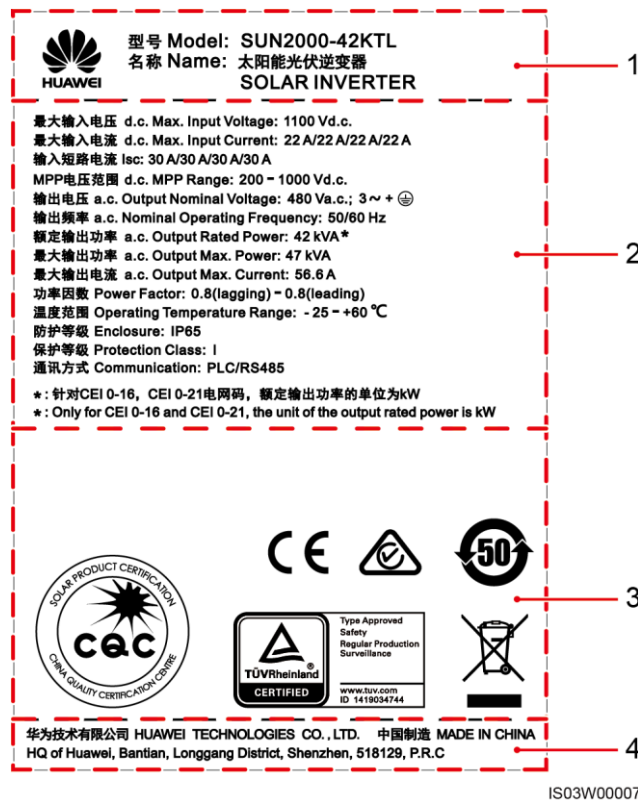 HUAWEI
型号 Model: SUN2000-42KTL
名称 Name: 太阳能光伏逆变器
SOLAR INVERTER
1
最大输入电压 d.c. Max. Input Voltage: 1100 Vd.c.
最大输入电流 d.c. Max. Input Current: 22 A/22 A/22 A/22 A
输入短路电流 Isc: 30 A/30 A/30 A/30 A
MPP电压范围 d.c. MPP Range: 200 - 1000 Vd.c.
输出电压 a.c. Output Nominal Voltage: 480 Va.c.; 3~ + ⏚
输出频率 a.c. Nominal Operating Frequency: 50/60 Hz
额定输出功率 a.c. Output Rated Power: 42 kVA*
最大输出功率 a.c. Output Max. Power: 47 kVA
最大输出电流 a.c. Output Max. Current: 56.6 A
功率因数 Power Factor: 0.8(lagging) - 0.8(leading)
温度范围 Operating Temperature Range: - 25 - +60 ℃
防护等级 Enclosure: IP65
保护等级 Protection Class: I
通讯方式 Communication: PLC/RS485
*: 针对CEI 0-16, CEI 0-21电网码, 额定输出功率的单位为kW
*: Only for CEI 0-16 and CEI 0-21, the unit of the output rated power is kW
2
SOLAR PRODUCT CERTIFICATION
CQC
CHINA QUALITY CERTIFICATION CENTRE
CE
50
TÜVRheinland®
CERTIFIED
Type Approved
Safety
Regular Production
Surveillance
www.tuv.com
ID 1419034744
3
华为技术有限公司 HUAWEI TECHNOLOGIES CO., LTD. 中国制造 MADE IN CHINA
HQ of Huawei, Bantian, Longgang District, Shenzhen, 518129, P.R.C
4
IS03W00007